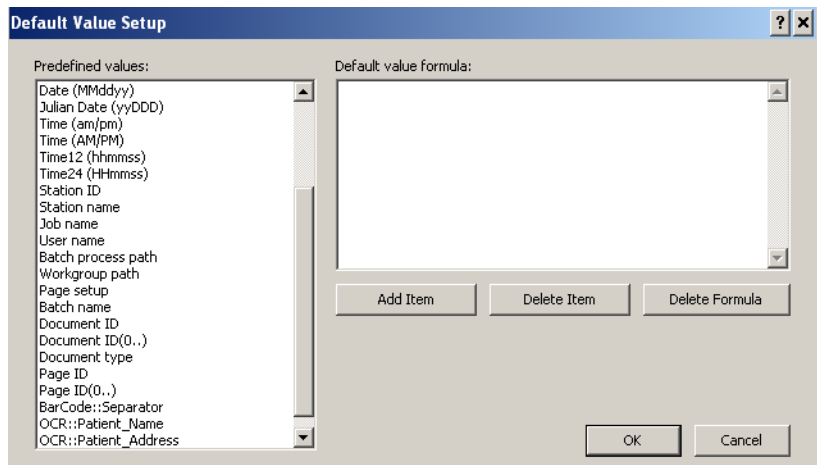 Default Value Setup
Predefined values:
Date (MMddyy)
Julian Date (yyDDD)
Time (am/pm)
Time (AM/PM)
Time12 (hhmmss)
Time24 (HHmmss)
Station ID
Station name
Job name
User name
Batch process path
Workgroup path
Page setup
Batch name
Document ID
Document ID(0..)
Document type
Page ID
Page ID(0..)
BarCode::Separator
OCR::Patient_Name
OCR::Patient_Address
Default value formula:
Add Item
Delete Item
Delete Formula
OK
Cancel